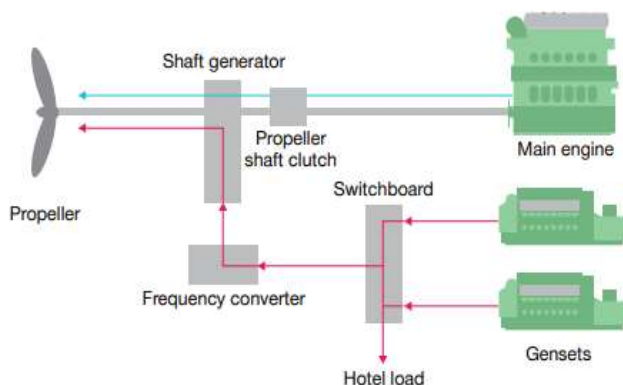 Shaft generator
Propeller
shaft clutch
Main engine
Switchboard
Propeller
Frequency converter
Gensets
Hotel load